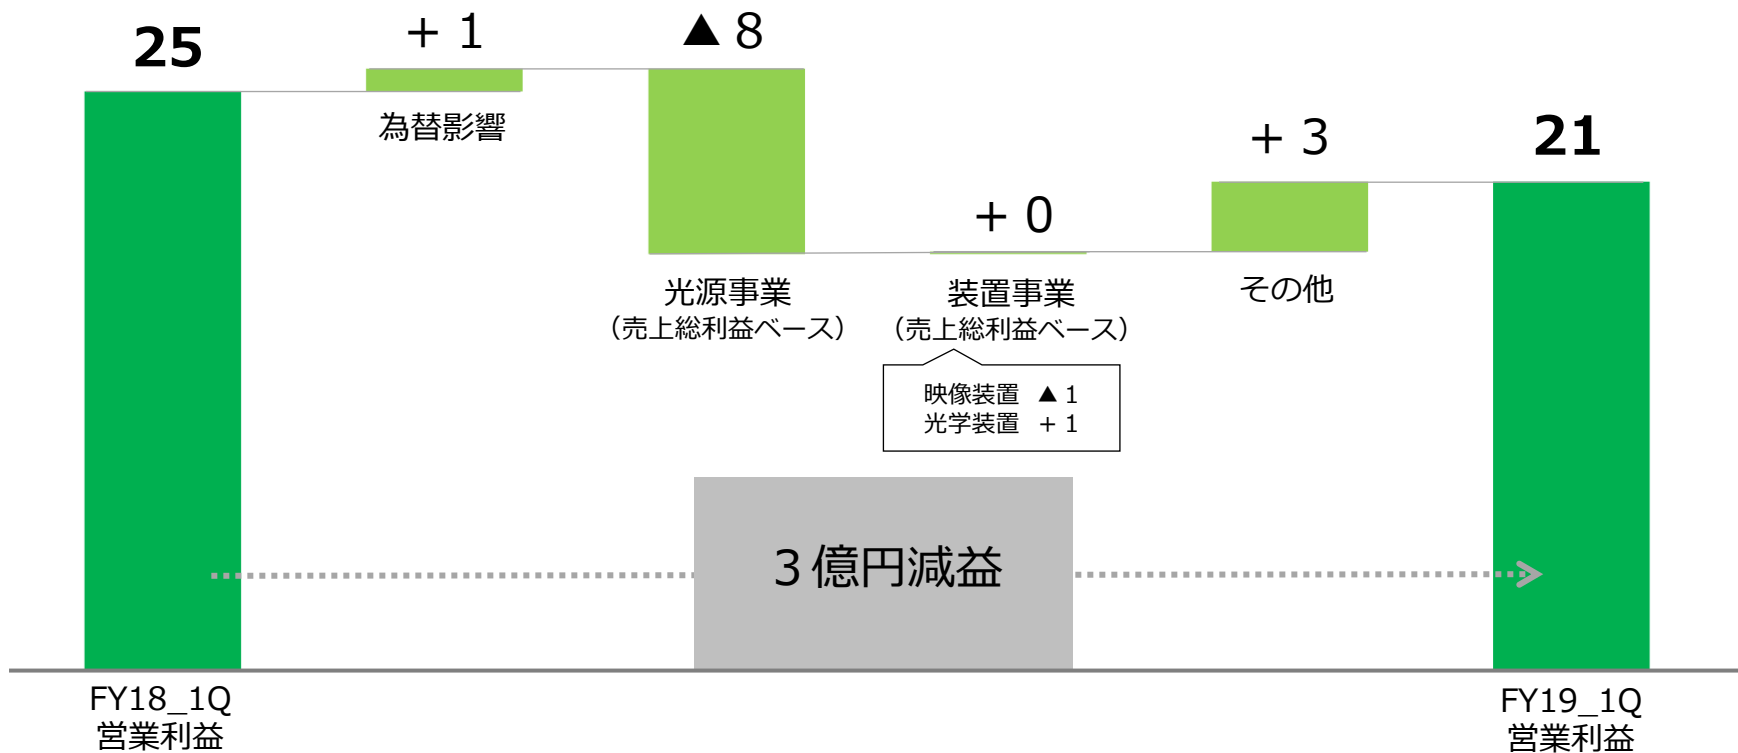 25
+ 1
▲ 8
為替影響
+ 3
21
+ 0
光源事業
（売上総利益ベース）
装置事業
（売上総利益ベース）
その他
映像装置 ▲ 1
光学装置 + 1
３億円減益
FY18_1Q
営業利益
FY19_1Q
営業利益